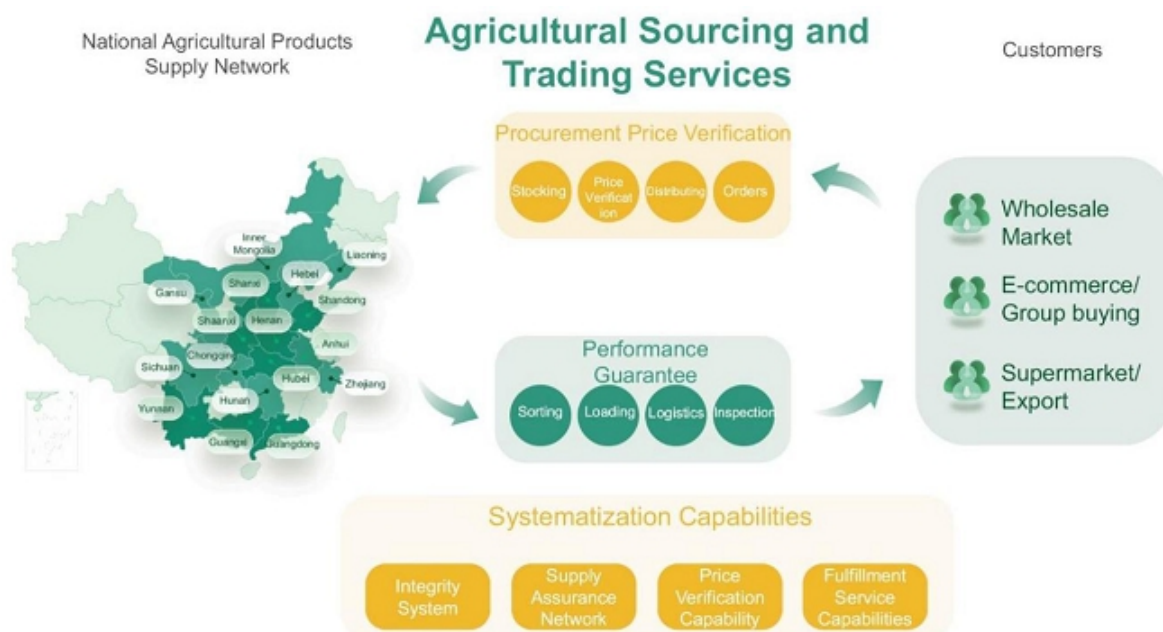 National Agricultural Products
Supply Network
Agricultural Sourcing and
Trading Services
Customers
Procurement Price Verification
Stocking
Price
Verificat
ion
Distributing
Orders
Inner
Mongolia
Liaoning
Hebei
Shanxi
Gansu
Shandong
Shaanxi
Henan
Anhui
Chongqing
Sichuan
Hubei
Zhejiang
Hunan
Yunnan
Guangxi
Guangdong
Wholesale
Market
E-commerce/
Group buying
Supermarket/
Export
Performance
Guarantee
Sorting
Loading
Logistics
Inspection
Systematization Capabilities
Integrity
System
Supply
Assurance
Network
Price
Verification
Capability
Fulfillment
Service
Capabilities